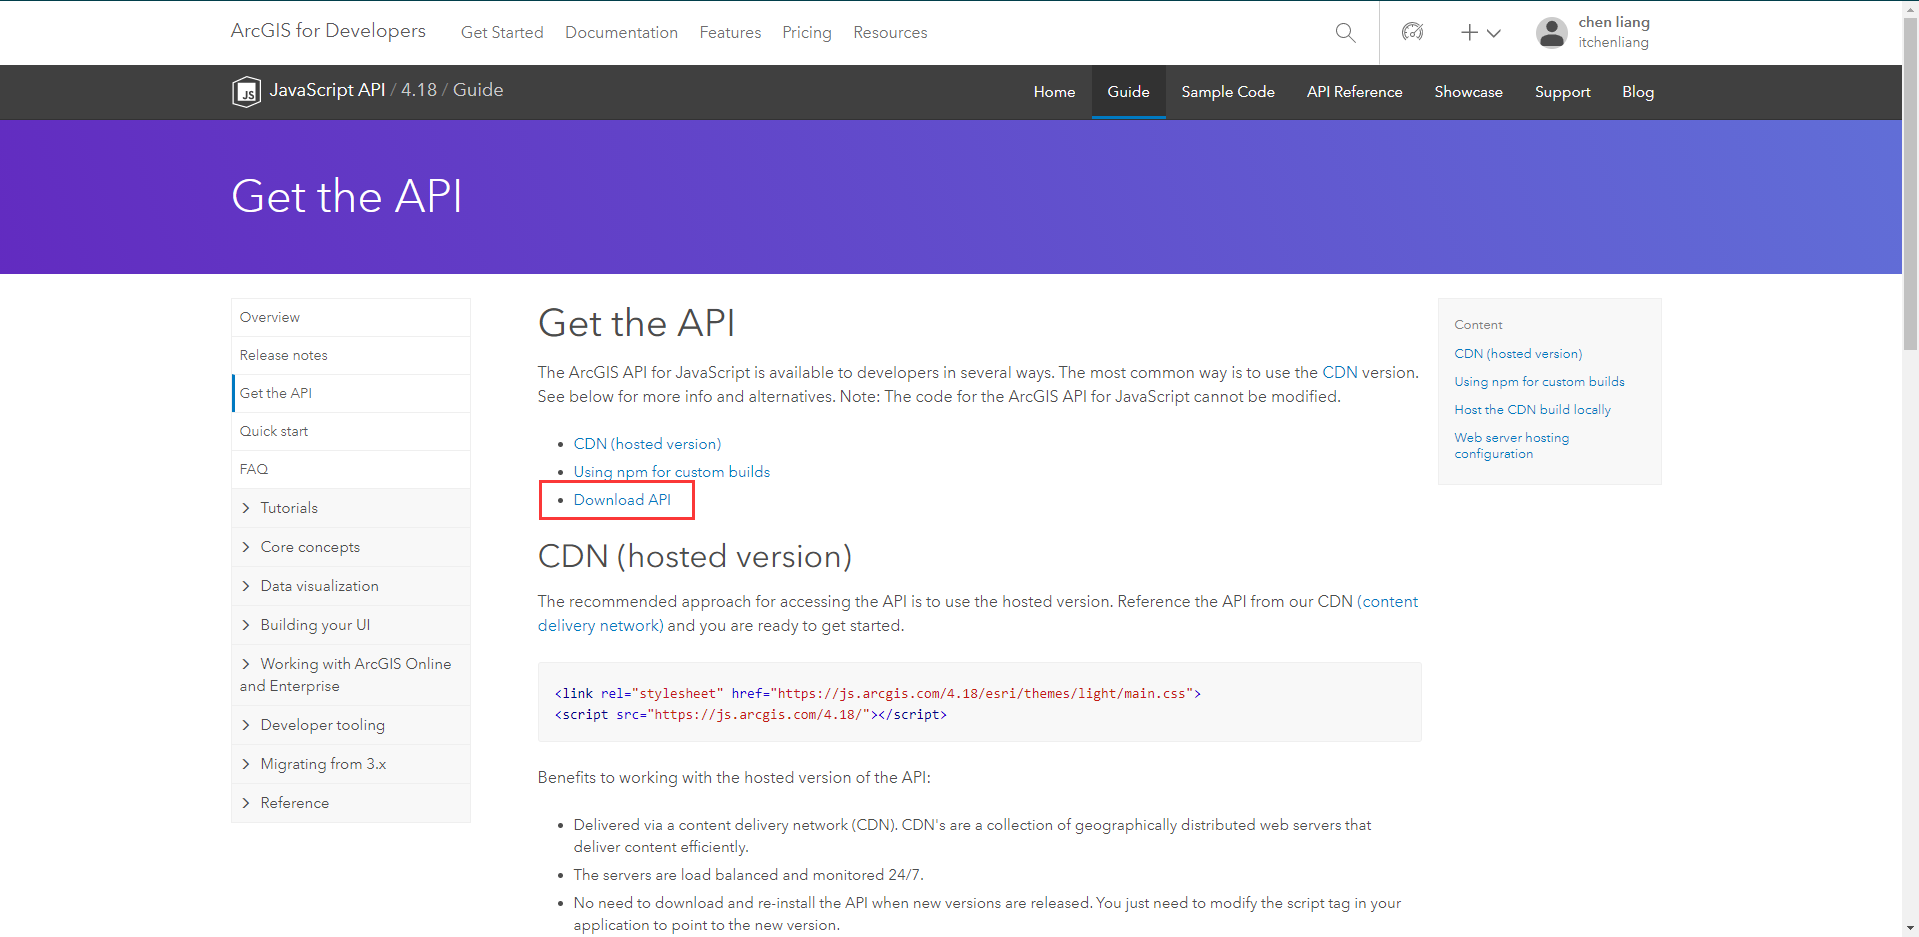 ArcGIS for Developers Get Started Documentation Features Pricing Resources
chen liang
itchenliang
JS JavaScript API / 4.18 / Guide Home Guide Sample Code API Reference Showcase Support Blog
Get the API
Overview
Release notes
Get the API
Quick start
FAQ
Tutorials
Core concepts
Data visualization
Building your UI
Working with ArcGIS Online
and Enterprise
Developer tooling
Migrating from 3.x
Reference
Get the API
The ArcGIS API for JavaScript is available to developers in several ways. The most common way is to use the CDN version.
See below for more info and alternatives. Note: The code for the ArcGIS API for JavaScript cannot be modified.
• CDN (hosted version)
• Using npm for custom builds
• Download API
CDN (hosted version)
The recommended approach for accessing the API is to use the hosted version. Reference the API from our CDN (content
delivery network) and you are ready to get started.
<link rel="stylesheet" href="https://js.arcgis.com/4.18/esri/themes/light/main.css">
<script src="https://js.arcgis.com/4.18/"></script>
Benefits to working with the hosted version of the API:
• Delivered via a content delivery network (CDN). CDN's are a collection of geographically distributed web servers that
deliver content efficiently.
• The servers are load balanced and monitored 24/7.
• No need to download and re-install the API when new versions are released. You just need to modify the script tag in your
application to point to the new version.
Content
CDN (hosted version)
Using npm for custom builds
Host the CDN build locally
Web server hosting
configuration